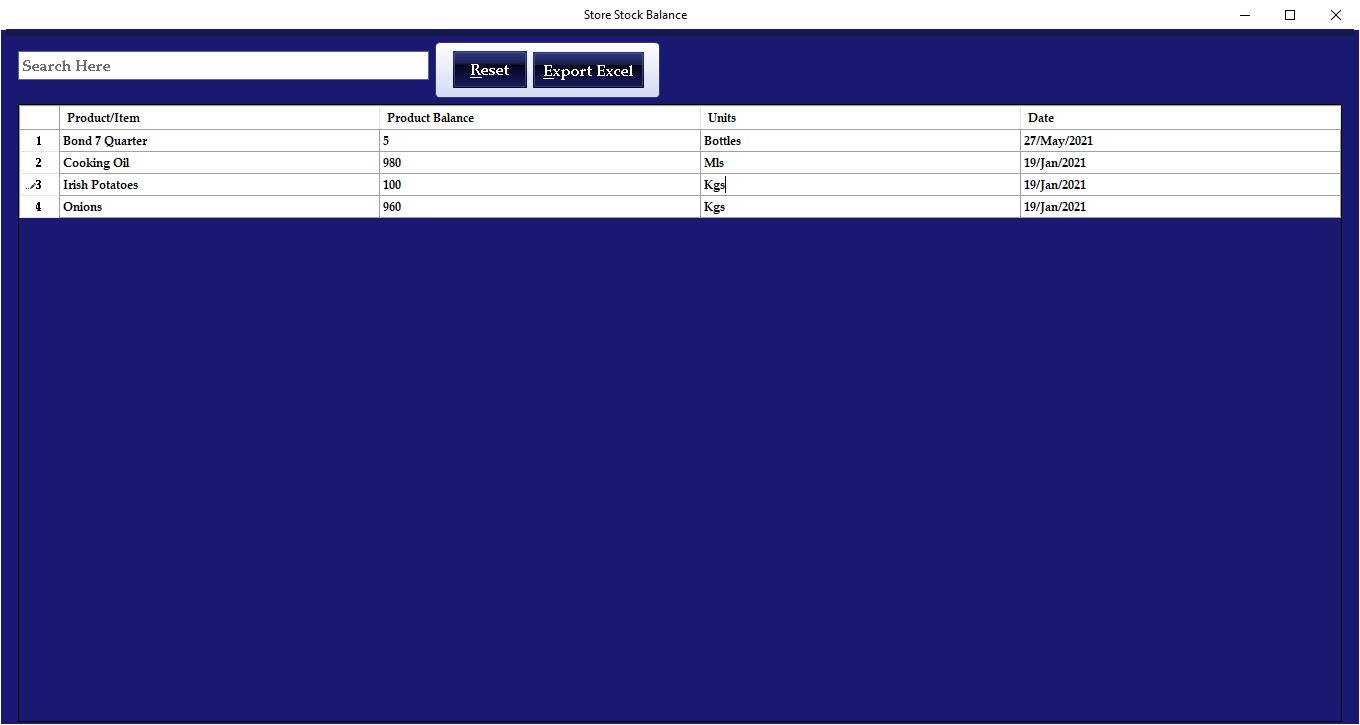 Store Stock Balance
Search Here
Reset
Export Excel
Product/Item Product Balance Units Date
1 Bond 7 Quarter 5 Bottles 27/May/2021
2 Cooking Oil 980 Mls 19/Jan/2021
3 Irish Potatoes 100 Kgs 19/Jan/2021
4 Onions 960 Kgs 19/Jan/2021